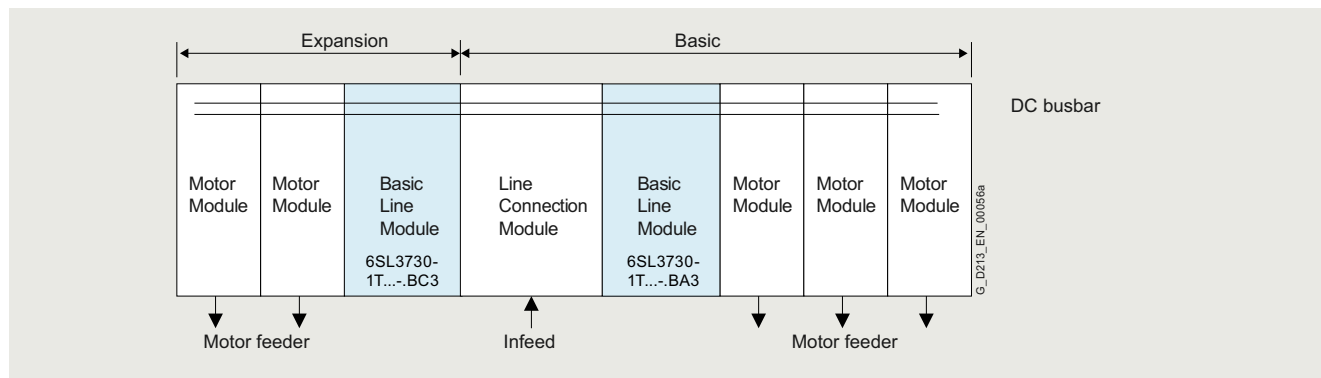 Expansion
Basic
DC busbar
Motor
Module
Motor
Module
Basic
Line
Module
6SL3730-
1T...-.BC3
Line
Connection
Module
Basic
Line
Module
6SL3730-
1T...-.BA3
Motor
Module
Motor
Module
Motor
Module
G_D213_EN_00056a
Motor feeder
Infeed
Motor feeder